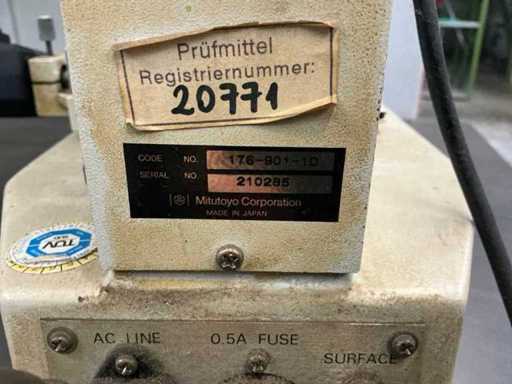 Prüfmittel
Registriernummer:
20771
CODE NO. 176-901-1D
SERIAL NO. 210285
Mitutoyo Corporation
MADE IN JAPAN
TÜV
AC LINE 0.5A FUSE SURFACE